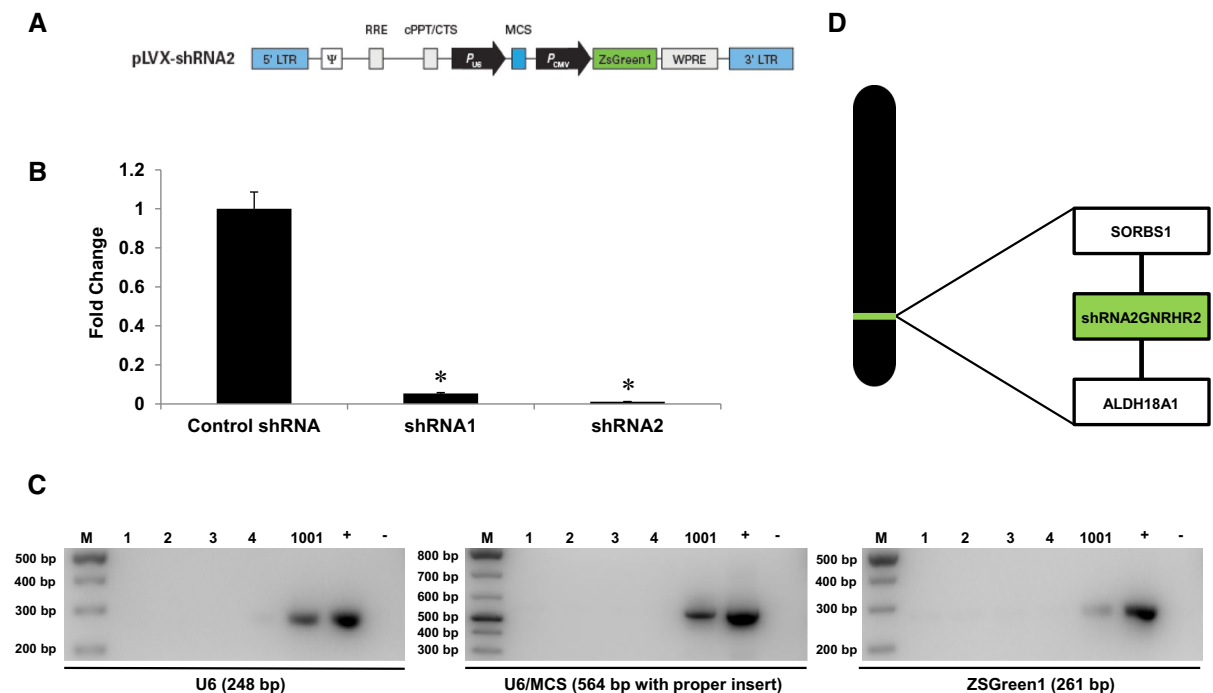 A
RRE cPPT/CTS MCS
pLVX-shRNA2 5' LTR Ψ P U6 P CMV ZsGreen1 WPRE 3' LTR
B
Fold Change
1.2
1
0.8
0.6
0.4
0.2
0
* *
Control shRNA shRNA1 shRNA2
D
SORBS1
shRNA2GNRHR2
ALDH18A1
C
M 1 2 3 4 1001 + -
500 bp
400 bp
300 bp
200 bp
U6 (248 bp)
M 1 2 3 4 1001 + -
800 bp
700 bp
600 bp
500 bp
400 bp
300 bp
U6/MCS (564 bp with proper insert)
M 1 2 3 4 1001 + -
500 bp
400 bp
300 bp
200 bp
ZSGreen1 (261 bp)